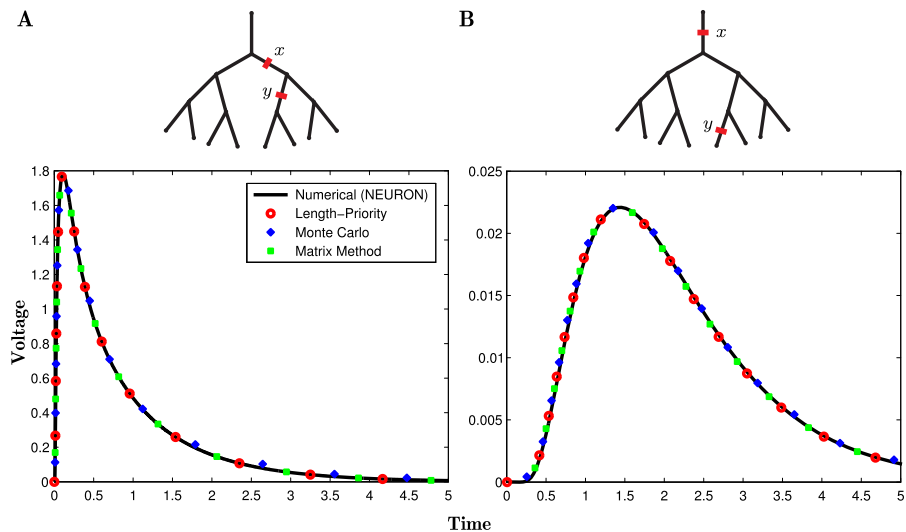 A
B
x
y
x
y
Numerical (NEURON)
Length–Priority
Monte Carlo
Matrix Method
Voltage
1.8
1.6
1.4
1.2
1
0.8
0.6
0.4
0.2
0
0 0.5 1 1.5 2 2.5 3 3.5 4 4.5 5
0.025
0.02
0.015
0.01
0.005
0
0 0.5 1 1.5 2 2.5 3 3.5 4 4.5 5
Time